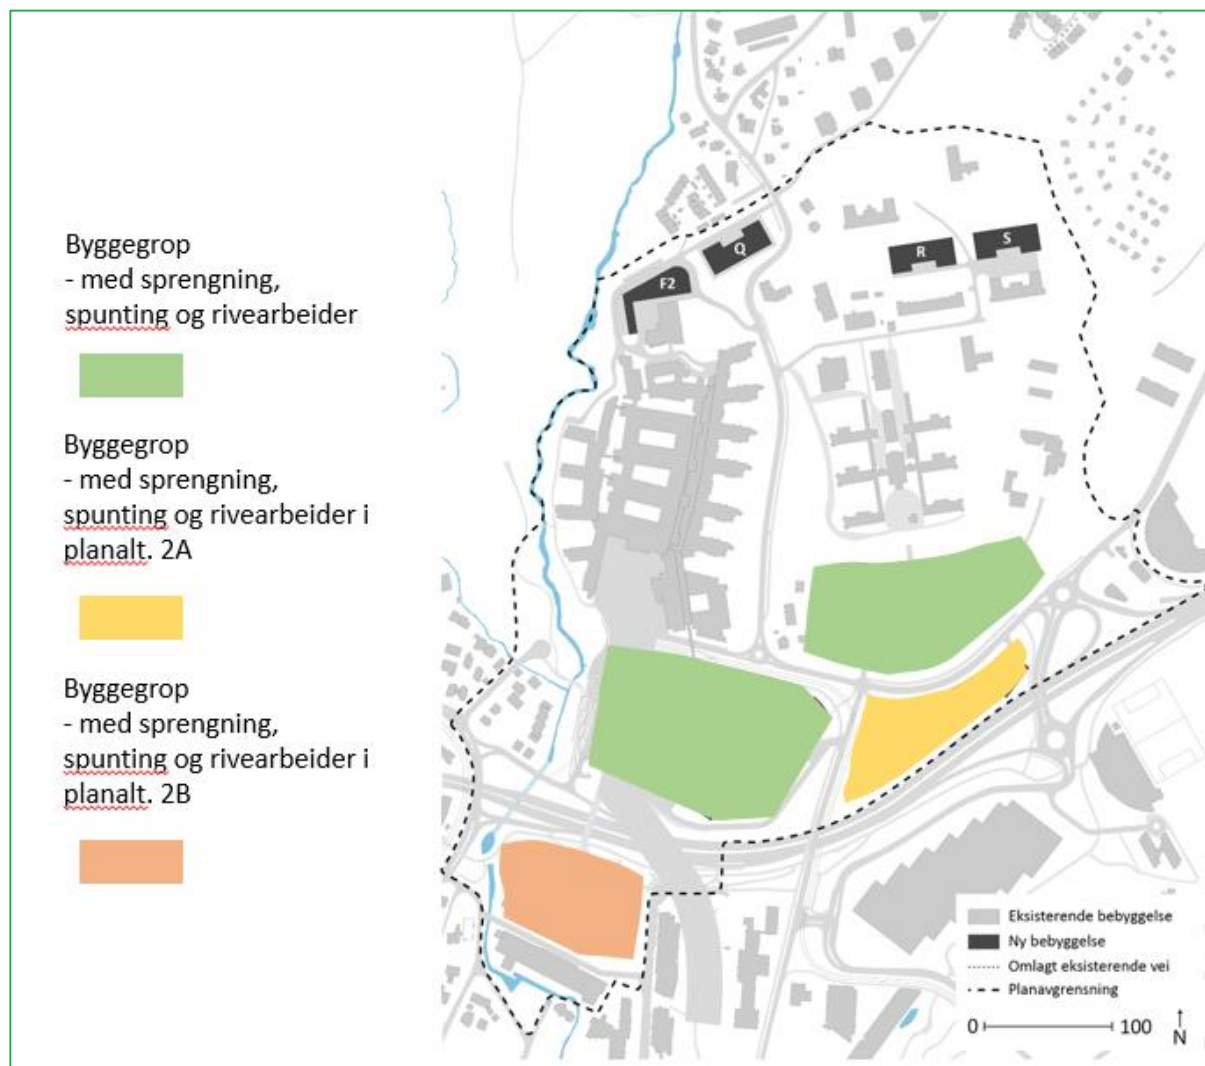 Byggegrop
- med sprengning,
spunting og rivearbeider
Byggegrop
- med sprengning,
spunting og rivearbeider i
planalt. 2A
Byggegrop
- med sprengning,
spunting og rivearbeider i
planalt. 2B
Q
R
S
F2
Eksisterende bebyggelse
Ny bebyggelse
Omlagt eksisterende vei
Planavgrensning
0 100
N